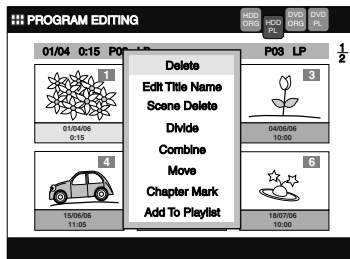 PROGRAM EDITING
HDD ORG
HDD PL
DVD ORG
DVD PL
01/04 0:15
P03 LP
1
2
1
01/04/06
0:15
3
04/06/06
10:00
4
15/06/06
11:05
6
18/07/06
10:00
Delete
Edit Title Name
Scene Delete
Divide
Combine
Move
Chapter Mark
Add To Playlist